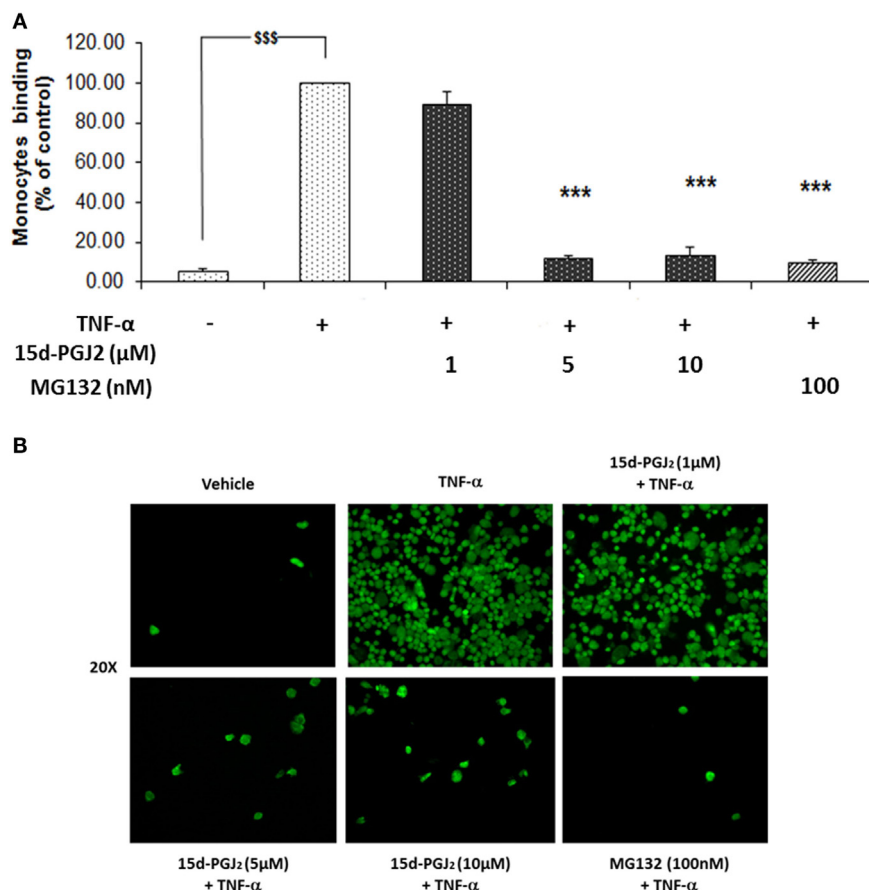 A
Monocytes binding
(% of control)
120.00
100.00
80.00
60.00
40.00
20.00
0.00
$$$
***
***
***
TNF-α - + + + + +
15d-PGJ2 (µM) 1 5 10
MG132 (nM) 100
B
Vehicle
TNF-α
15d-PGJ₂ (1µM)
+ TNF-α
20X
15d-PGJ₂ (5µM)
+ TNF-α
15d-PGJ₂ (10µM)
+ TNF-α
MG132 (100nM)
+ TNF-α